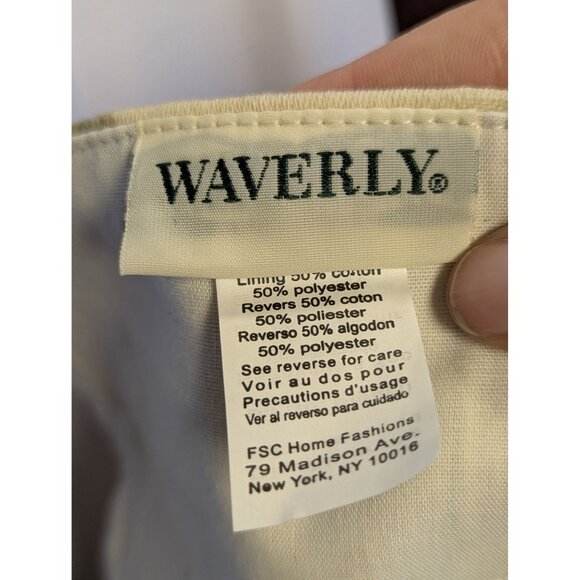 WAVERLY®
Lining 50% cotton
50% polyester
Revers 50% coton
50% poliester
Reverso 50% algodon
50% polyester
See reverse for care
Voir au dos pour
Precautions d'usage
Ver al reverso para cuidado
FSC Home Fashions
79 Madison Ave.
New York, NY 10016